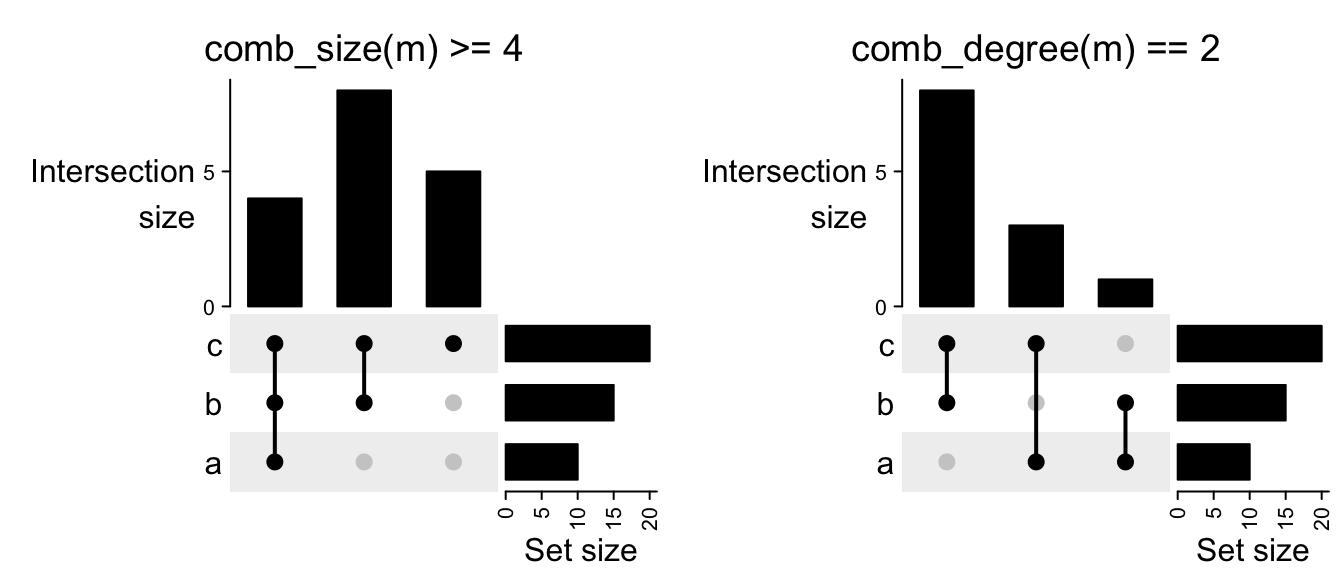 comb_size(m) >= 4
Intersection
size
5
0
c
b
a
0 5 10 15 20
Set size
comb_degree(m) == 2
Intersection
size
5
0
c
b
a
0 5 10 15 20
Set size